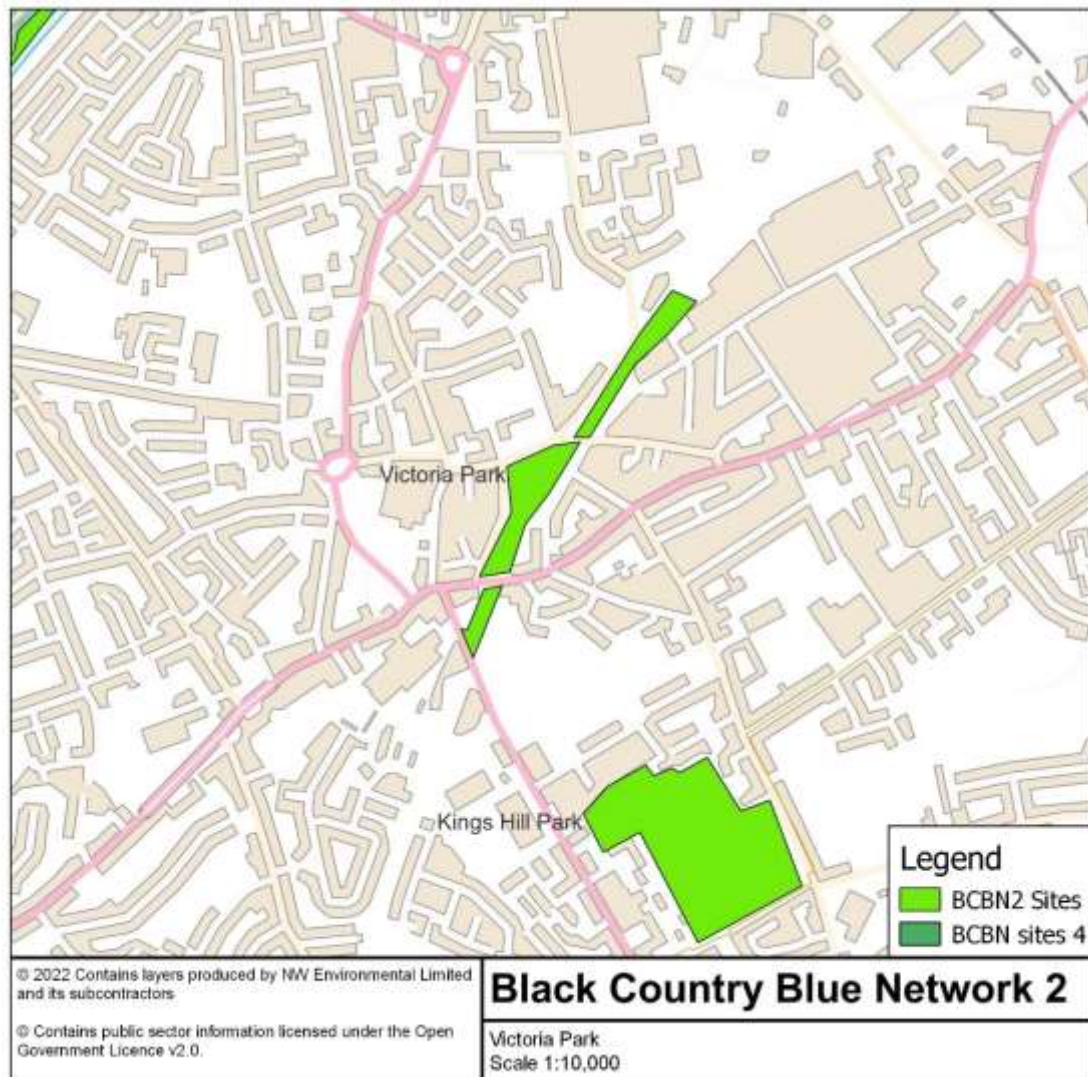 Victoria Park
Kings Hill Park
Legend
BCBN2 Sites
BCBN sites 4
© 2022 Contains layers produced by NW Environmental Limited
and its subcontractors
© Contains public sector information licensed under the Open
Government Licence v2.0.
Black Country Blue Network 2
Victoria Park
Scale 1:10,000